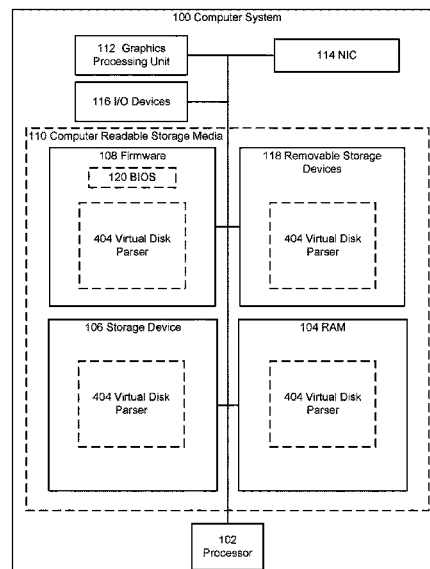 100 Computer System
112 Graphics
Processing Unit
114 NIC
116 I/O Devices
110 Computer Readable Storage Media
108 Firmware
120 BIOS
404 Virtual Disk
Parser
118 Removable Storage
Devices
404 Virtual Disk
Parser
106 Storage Device
404 Virtual Disk
Parser
104 RAM
404 Virtual Disk
Parser
102
Processor